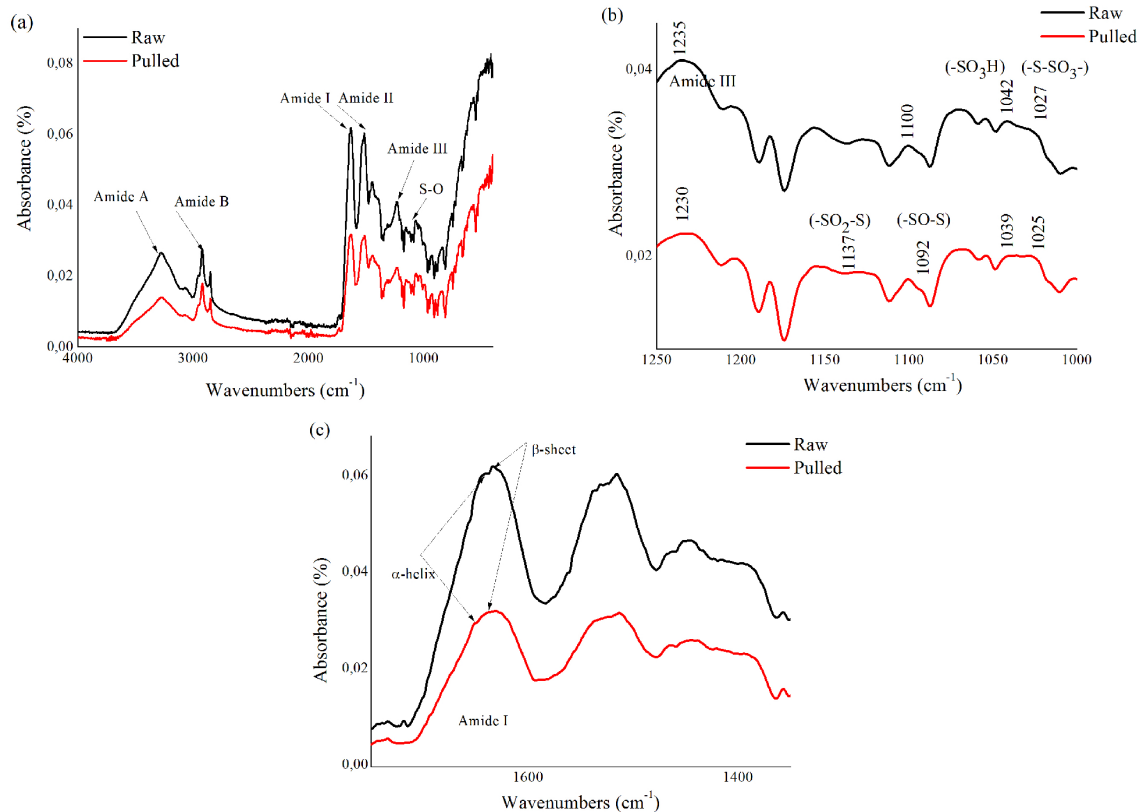 (a)
Raw
Pulled
0,08
0,06
0,04
0,02
0,00
Absorbance (%)
Amide I
Amide II
Amide III
S-O
Amide A
Amide B
4000
3000
2000
1000
Wavenumbers (cm⁻¹)
(b)
Raw
Pulled
0,04
0,02
Absorbance (%)
1235
Amide III
1100
(-SO₃H)
1042
(-S-SO₃-)
1027
1230
(-SO₂-S)
1137
(-SO-S)
1092
1039
1025
1250
1200
1150
1100
1050
1000
Wavenumbers (cm⁻¹)
(c)
Raw
Pulled
0,06
0,04
0,02
0,00
Absorbance (%)
β-sheet
α-helix
Amide I
1600
1400
Wavenumbers (cm⁻¹)